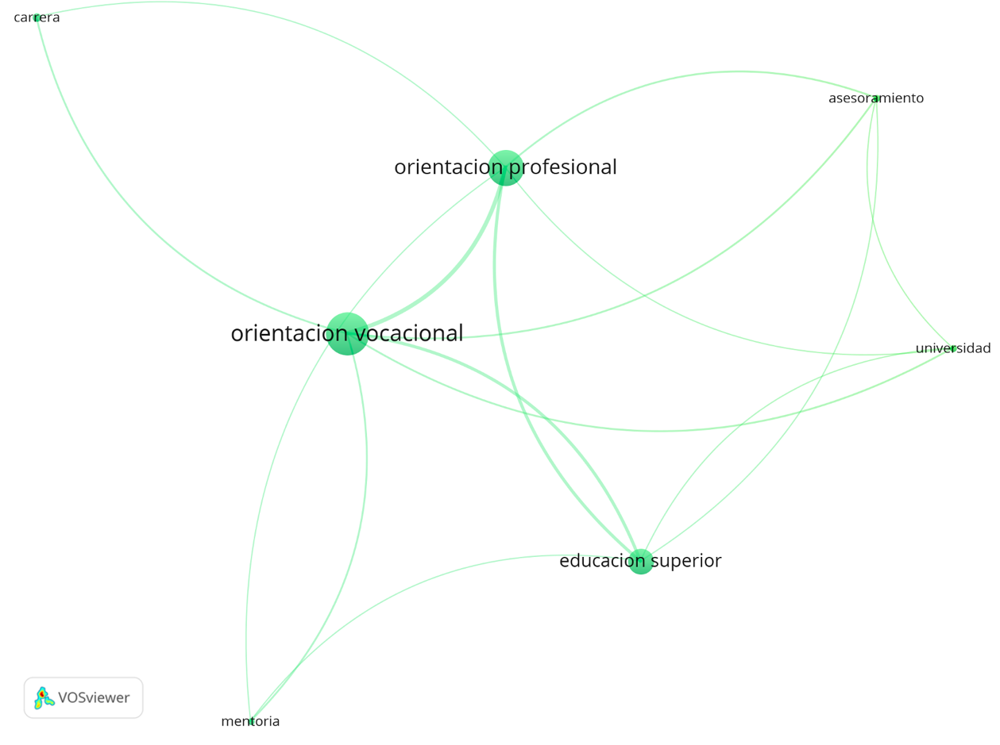 carrera
asesoramiento
orientacion profesional
orientacion vocacional
universidad
educacion superior
VOSviewer
mentoria